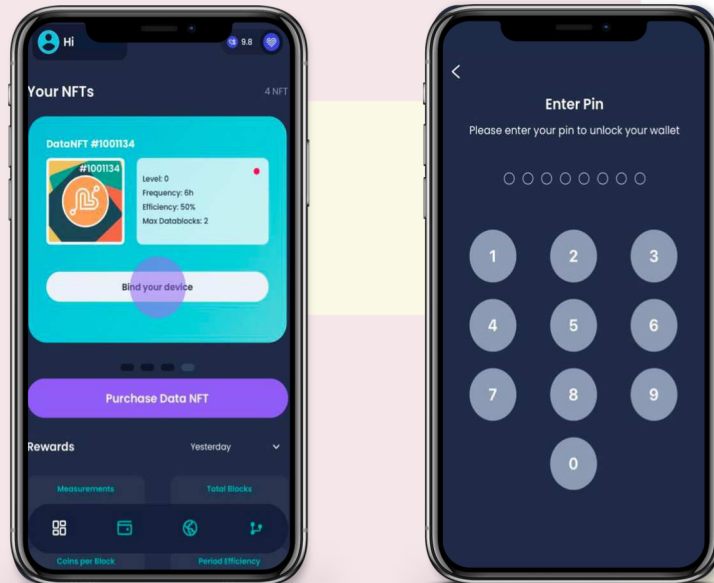 Hi
9.8
Your NFTs
4 NFT
DataNFT #1001134
#1001134
Level: 0
Frequency: 6h
Efficiency: 50%
Max Datablocks: 2
Bind your device
Purchase Data NFT
Rewards
Yesterday
Measurements
Total Blocks
Coins per Block
Period Efficiency
Enter Pin
Please enter your pin to unlock your wallet
1 2 3
4 5 6
7 8 9
0